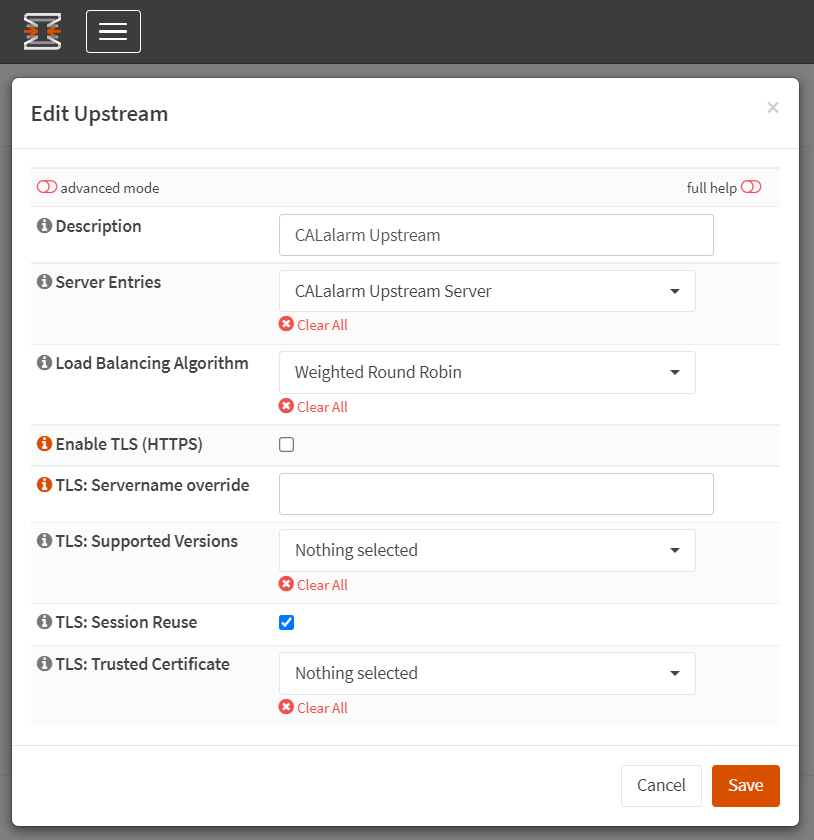 Edit Upstream
×
advanced mode
full help
Description
CALalarm Upstream
Server Entries
CALalarm Upstream Server
Clear All
Load Balancing Algorithm
Weighted Round Robin
Clear All
Enable TLS (HTTPS)
TLS: Servername override
TLS: Supported Versions
Nothing selected
Clear All
TLS: Session Reuse
TLS: Trusted Certificate
Nothing selected
Clear All
Cancel
Save